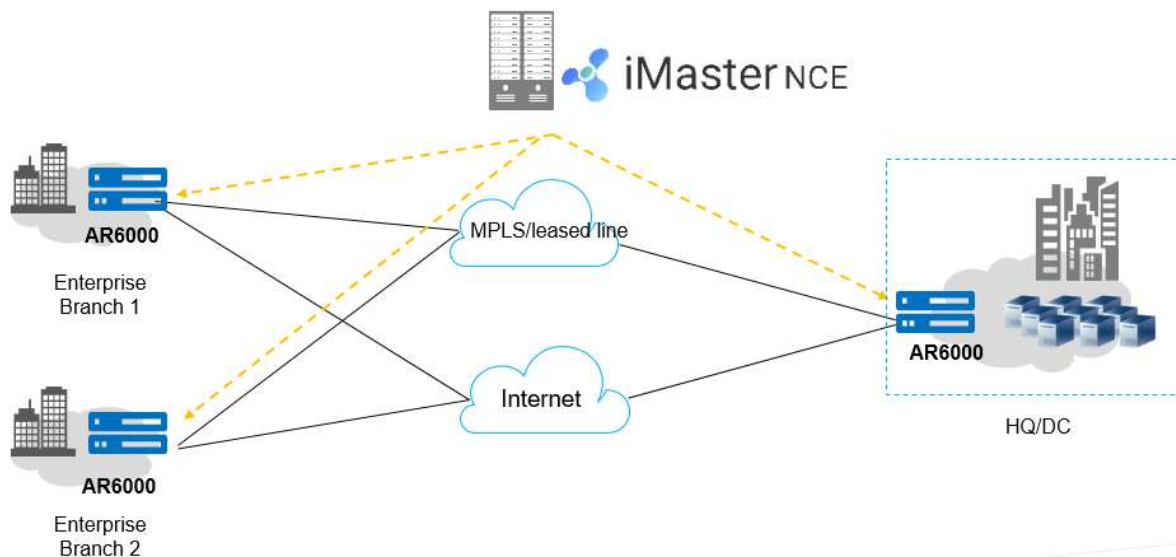 iMaster NCE
AR6000
Enterprise
Branch 1
MPLS/leased line
AR6000
HQ/DC
Internet
AR6000
Enterprise
Branch 2